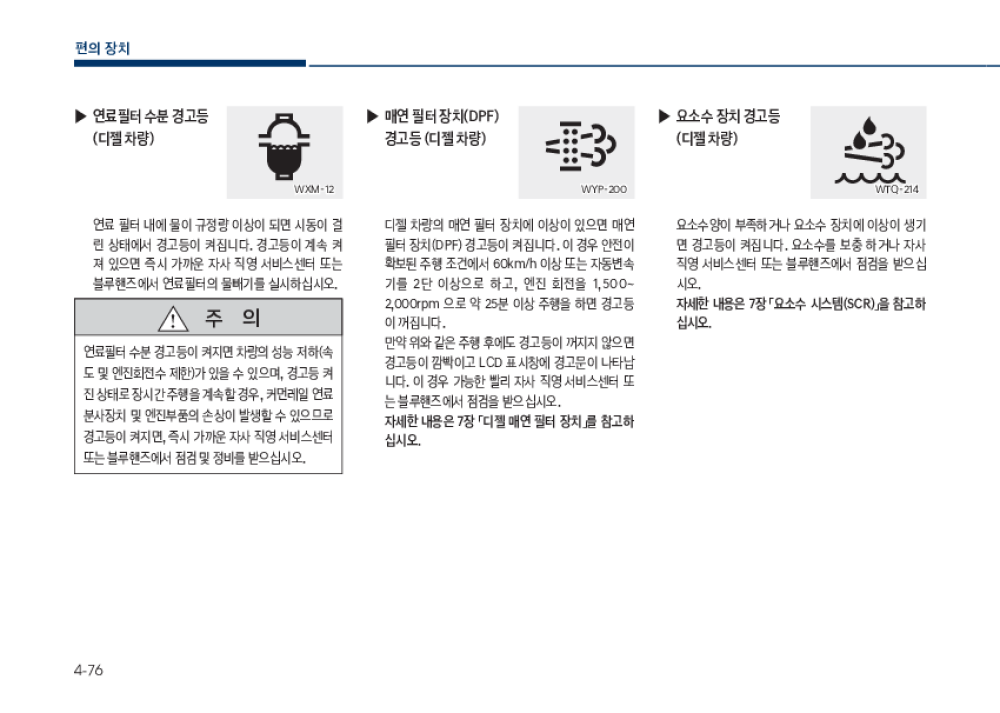 편의 장치
▶ 연료필터 수분 경고등
(디젤 차량)
WXM-12
연료 필터 내에 물이 규정량 이상이 되면 시동이 걸
린 상태에서 경고등이 켜집니다. 경고등이 계속 켜
져 있으면 즉시 가까운 자사 직영 서비스센터 또는
블루핸즈에서 연료필터의 물빼기를 실시하십시오.
주 의
연료필터 수분 경고등이 켜지면 차량의 성능 저하(속
도 및 엔진회전수 제한)가 있을 수 있으며, 경고등 켜
진 상태로 장시간 주행을 계속할 경우, 커먼레일 연료
분사장치 및 엔진부품의 손상이 발생할 수 있으므로
경고등이 켜지면, 즉시 가까운 자사 직영 서비스센터
또는 블루핸즈에서 점검 및 정비를 받으십시오.
▶ 매연 필터 장치(DPF)
경고등 (디젤 차량)
WYP-200
디젤 차량의 매연 필터 장치에 이상이 있으면 매연
필터 장치(DPF) 경고등이 켜집니다. 이 경우 안전이
확보된 주행 조건에서 60km/h 이상 또는 자동변속
기를 2단 이상으로 하고, 엔진 회전을 1,500~
2,000rpm 으로 약 25분 이상 주행을 하면 경고등
이 꺼집니다.
만약 위와 같은 주행 후에도 경고등이 꺼지지 않으면
경고등이 깜박이고 LCD 표시창에 경고문이 나타납
니다. 이 경우 가능한 빨리 자사 직영 서비스센터 또
는 블루핸즈에서 점검을 받으십시오.
자세한 내용은 7장 「디젤 매연 필터 장치」를 참고하
십시오.
▶ 요소수 장치 경고등
(디젤 차량)
WTQ-214
요소수양이 부족하거나 요소수 장치에 이상이 생기
면 경고등이 켜집니다. 요소수를 보충 하거나 자사
직영 서비스센터 또는 블루핸즈에서 점검을 받으십
시오.
자세한 내용은 7장 「요소수 시스템(SCR)」을 참고하
십시오.
4-76